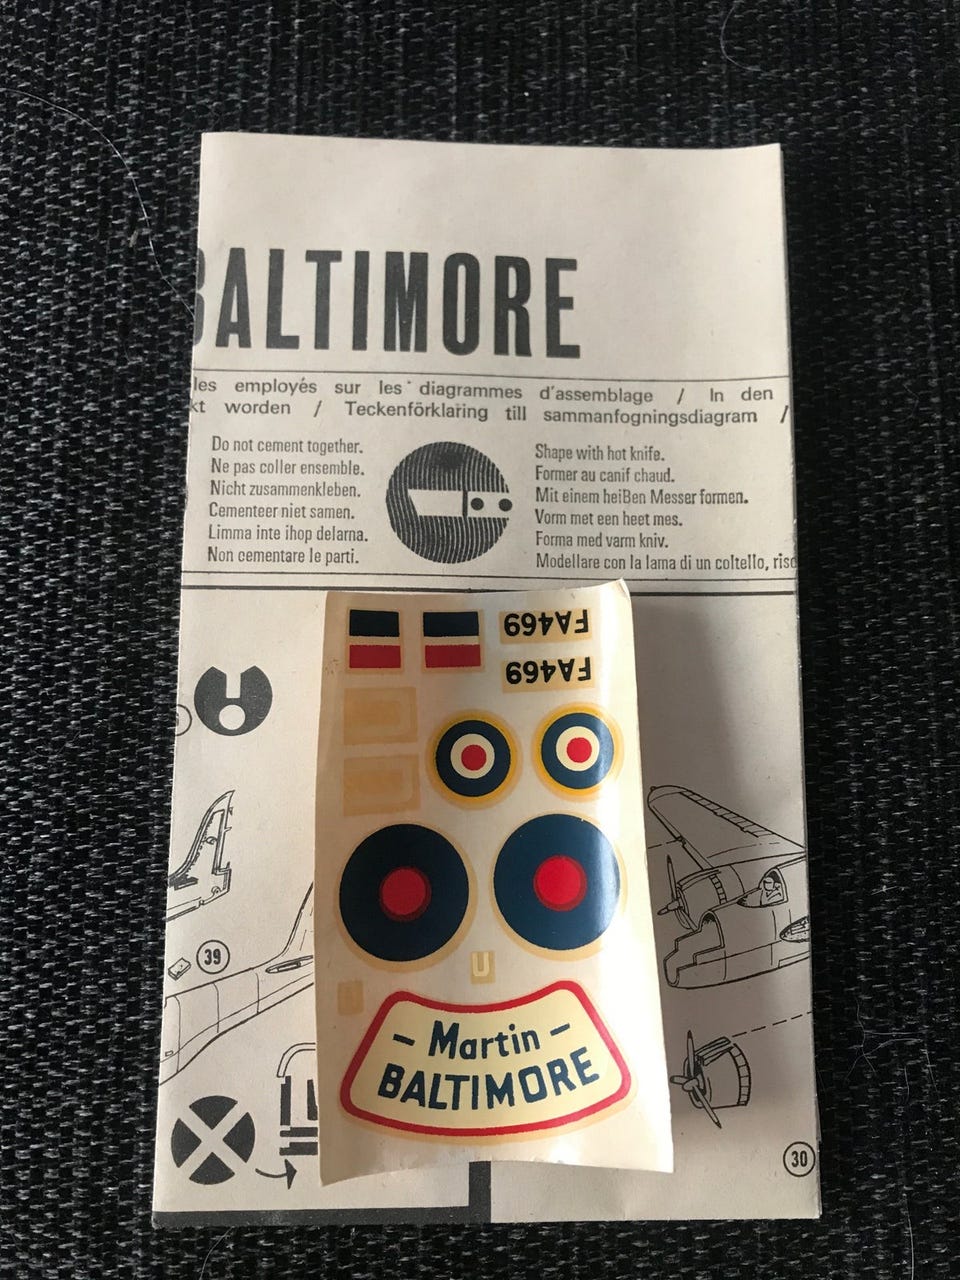 BALTIMORE
les employés sur les diagrammes d'assemblage / In den
kt worden / Teckenförklaring till sammanfogningsdiagram /
Do not cement together.
Ne pas coller ensemble.
Nicht zusammenkleben.
Cementeer niet samen.
Limma inte ihop delarna.
Non cementare le parti.
Shape with hot knife.
Former au canif chaud.
Mit einem heißen Messer formen.
Vorm met een heet mes.
Forma med varm kniv.
Modellare con la lama di un coltello, risc
FA469
FA469
U
39
- Martin -
BALTIMORE
30